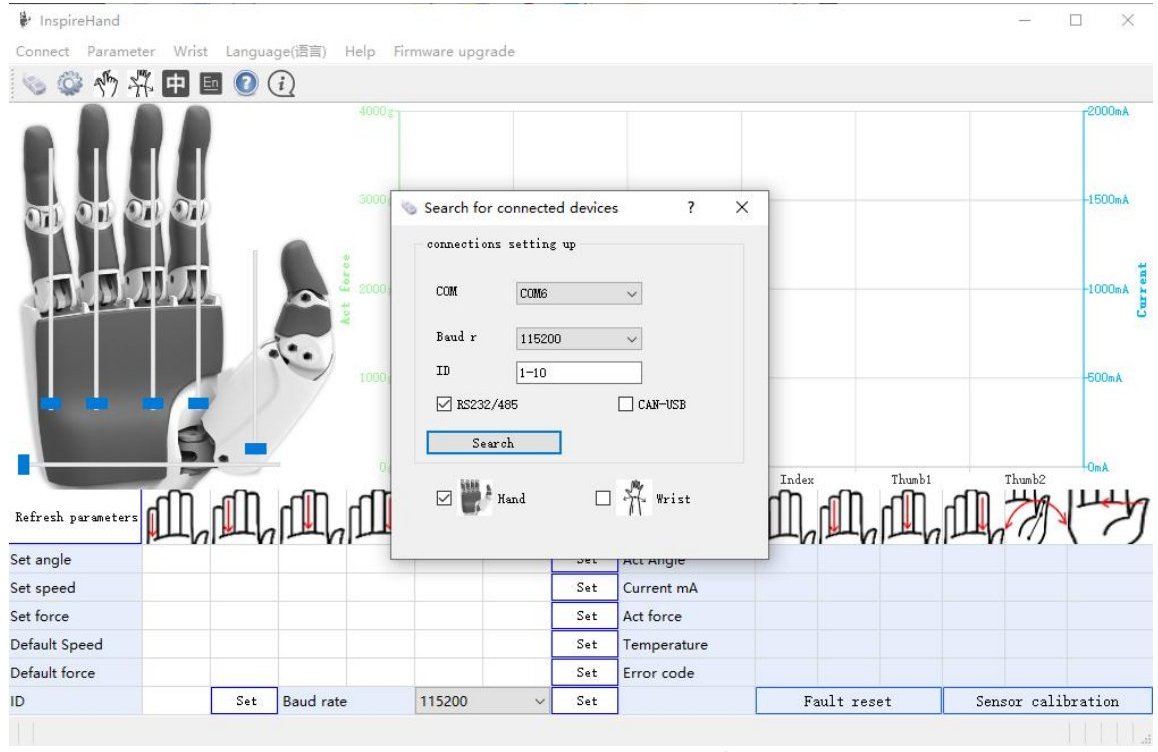 InspireHand
Connect Parameter Wrist Language(语言) Help Firmware upgrade
中 En ? i
4000g
2000mA
3000
1500mA
Act Force
2000
1000mA
Current
1000
500mA
0
0mA
Search for connected devices ? ×
connections setting up
COM COM6
Baud r 115200
ID 1-10
RS232/485 CAN-USB
Search
Hand Wrist
Index Thumb1 Thumb2
Refresh parameters
Set angle Set Act Angle
Set speed Set Current mA
Set force Set Act force
Default Speed Set Temperature
Default force Set Error code
ID Set Baud rate 115200 Set Fault reset Sensor calibration